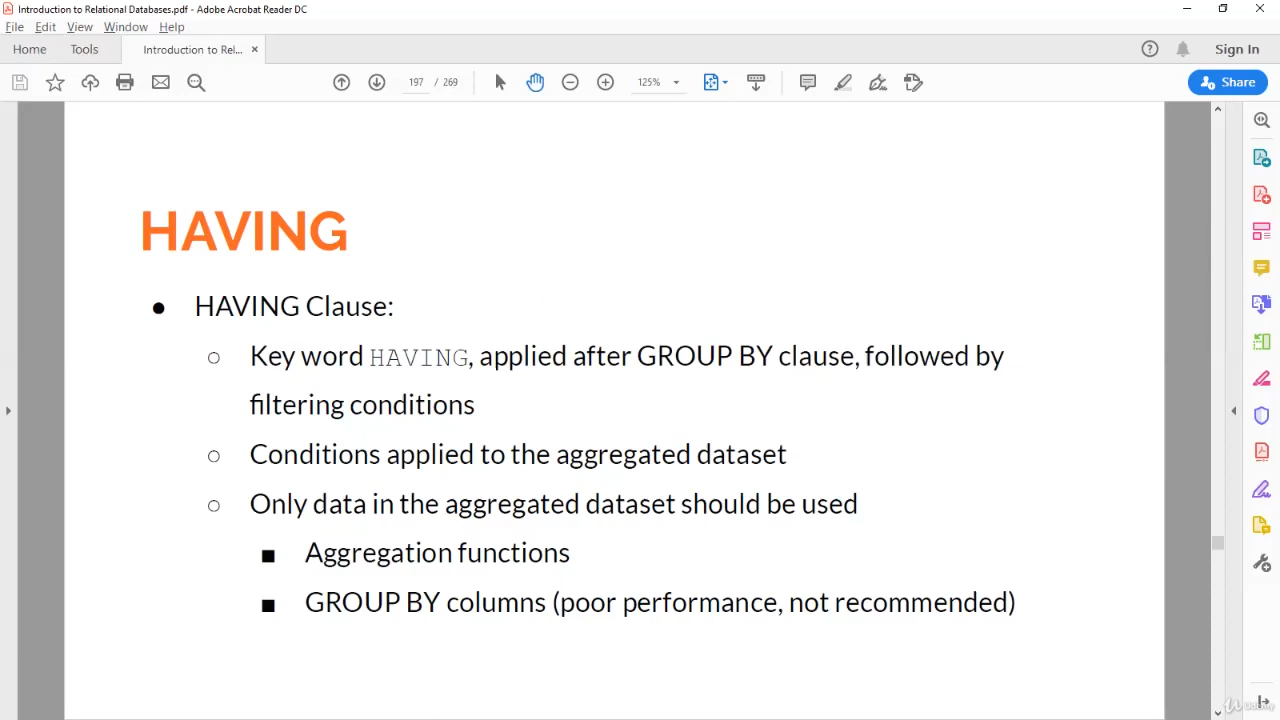 Introduction to Relational Databases.pdf - Adobe Acrobat Reader DC
File Edit View Window Help
Home Tools Introduction to Rel... × Sign In
197 / 269 125% Share
HAVING
● HAVING Clause:
○ Key word HAVING, applied after GROUP BY clause, followed by
filtering conditions
○ Conditions applied to the aggregated dataset
○ Only data in the aggregated dataset should be used
■ Aggregation functions
■ GROUP BY columns (poor performance, not recommended)
Udemy